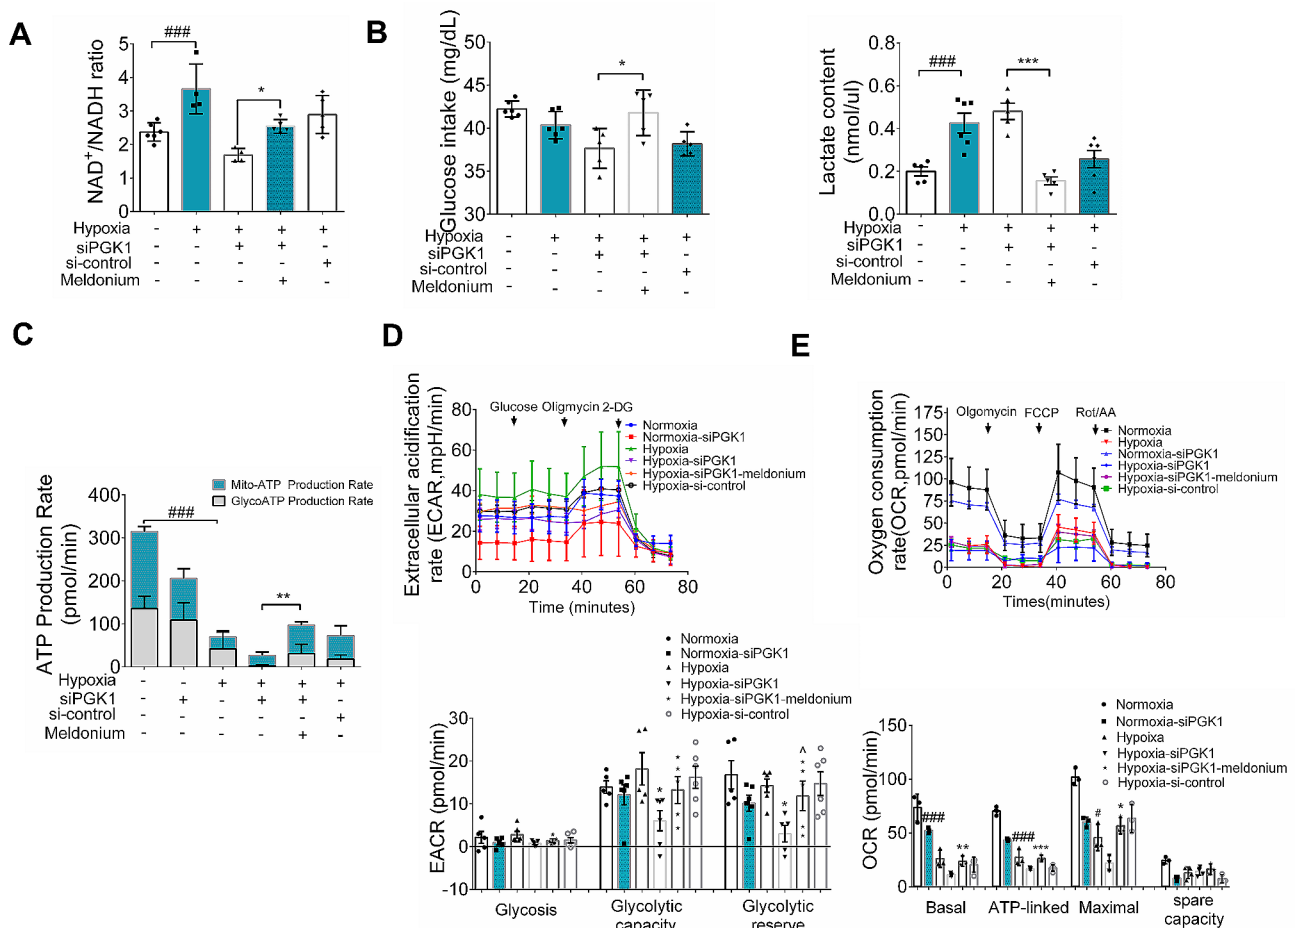 A
NAD+/NADH ratio
5
4
3
2
1
0
###
*
Hypoxia - + + + +
siPGK1 - - + + -
si-control - - - - +
Meldonium - - - + -
B
Glucose intake (mg/dL)
50
45
40
35
30
*
Hypoxia - + + + +
siPGK1 - - + + -
si-control - - - - +
Meldonium - - - + -
Lactate content
(nmol/ul)
0.8
0.6
0.4
0.2
0.0
###
***
Hypoxia - + + + +
siPGK1 - - + + -
si-control - - - - +
Meldonium - - - + -
C
ATP Production Rate
(pmol/min)
Mito-ATP Production Rate
GlycoATP Production Rate
400
300
200
100
0
###
**
Hypoxia - - + + + +
siPGK1 - + - + + -
si-control - - - - - +
Meldonium - - - - + -
D
Extracellular acidification
rate (ECAR,mpH/min)
80
60
40
20
0
Glucose Oligmycin 2-DG
Normoxia
Normoxia-siPGK1
Hypoxia
Hypoxia-siPGK1
Hypoxia-siPGK1-meldonium
Hypoxia-si-control
0 20 40 60 80
Time (minutes)
Normoxia
Normoxia-siPGK1
Hypoxia
Hypoxia-siPGK1
Hypoxia-siPGK1-meldonium
Hypoxia-si-control
EACR (pmol/min)
30
20
10
0
-10
* * ^
Glycosis
Glycolytic
capacity
Glycolytic
reserve
E
Oxygen consumption
rate(OCR,pmol/min)
175
150
125
100
75
50
25
0
Olgomycin FCCP Rot/AA
Normoxia
Hypoxia
Normoxia-siPGK1
Hypoxia-siPGK1
Hypoxia-siPGK1-meldonium
Hypoxia-si-control
0 20 40 60 80
Times(minutes)
Normoxia
Normoxia-siPGK1
Hypoixa
Hypoxia-siPGK1
Hypoxia-siPGK1-meldonium
Hypoxia-si-control
OCR (pmol/min)
150
100
50
0
### ** ### *** # *
Basal
ATP-linked
Maximal
spare
capacity